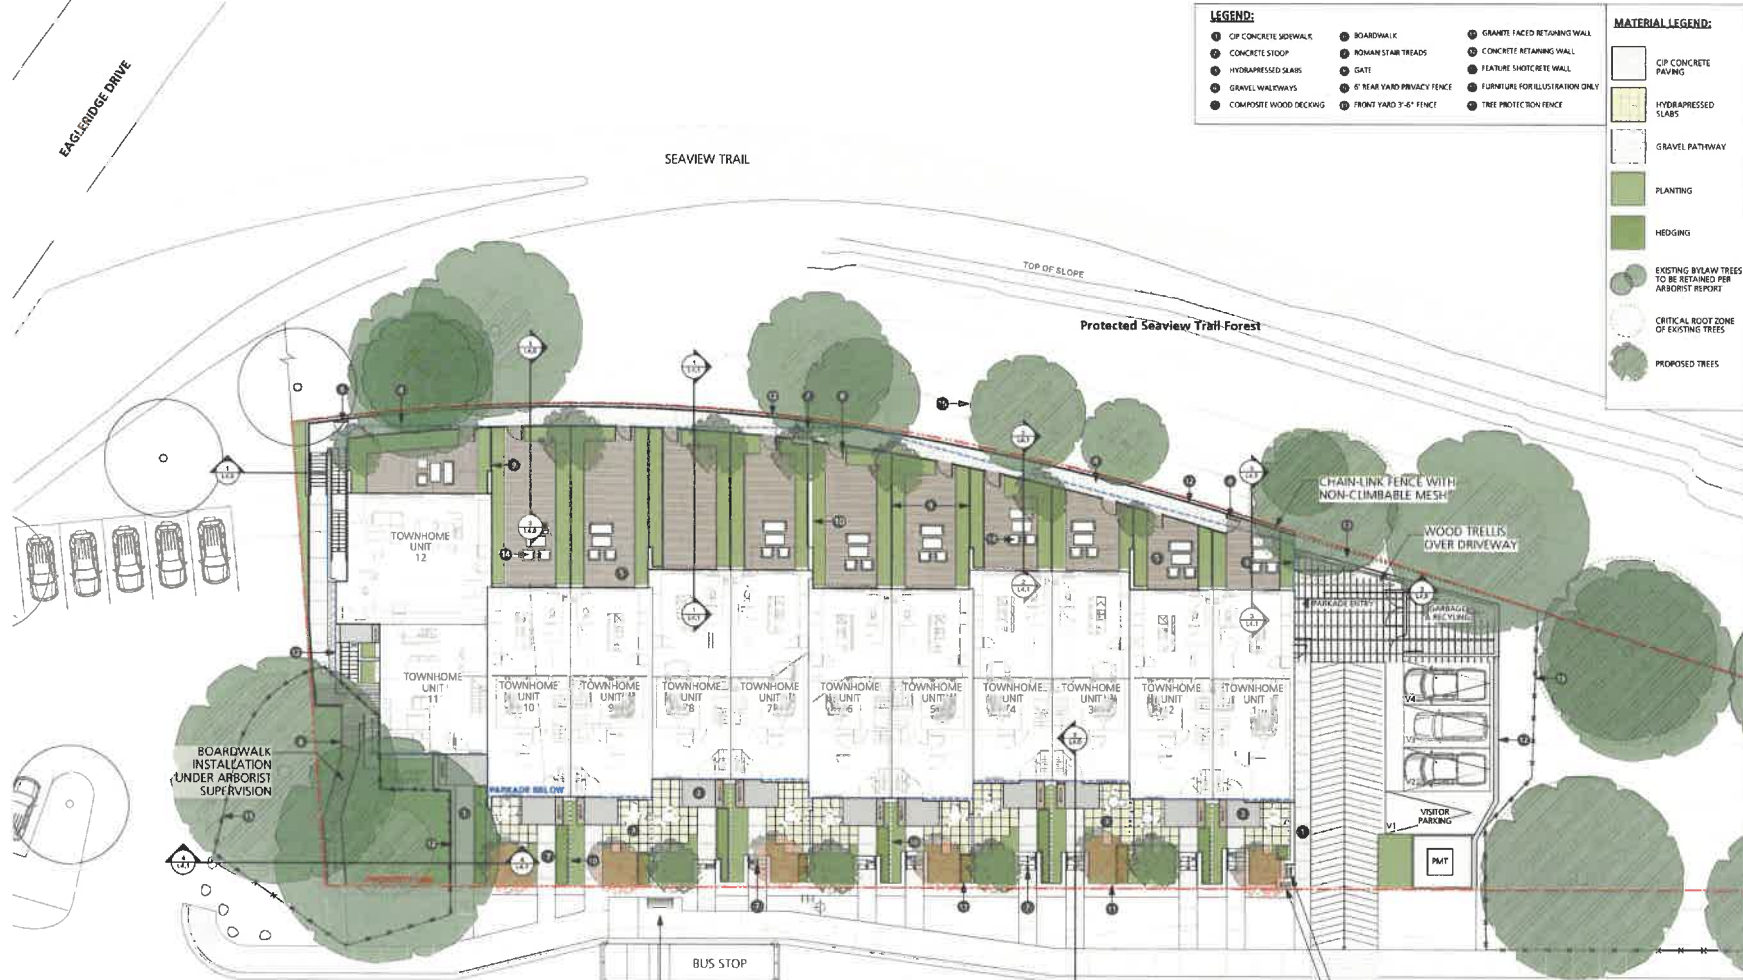 LEGEND:
CIP CONCRETE SIDEWALK
CONCRETE STOOP
HYDRAPRESSED SLABS
GRAVEL WALKWAYS
COMPOSITE WOOD DECKING
BOARDWALK
ROMAN STAIR TREADS
GATE
6' REAR YARD PRIVACY FENCE
FRONT YARD 3'-6" FENCE
GRANITE FACED RETAINING WALL
CONCRETE RETAINING WALL
FEATURE SHOTCRETE WALL
FURNITURE FOR ILLUSTRATION ONLY
TREE PROTECTION FENCE
MATERIAL LEGEND:
CIP CONCRETE
PAVING
HYDRAPRESSED
SLABS
GRAVEL PATHWAY
PLANTING
HEDGING
EXISTING BYLAW TREES
TO BE RETAINED PER
ARBORIST REPORT
CRITICAL ROOT ZONE
OF EXISTING TREES
PROPOSED TREES
EAGLERIDGE DRIVE
SEAVIEW TRAIL
TOP OF SLOPE
Protected Seaview Trail Forest
CHAIN-LINK FENCE WITH
NON-CLIMBABLE MESH
WOOD TRELLIS
OVER DRIVEWAY
PARKADE ENTRY
GARBAGE
& RECYLING
TOWNHOME
UNIT
12
TOWNHOME
UNIT
11
TOWNHOME
UNIT
10
TOWNHOME
UNIT
9
TOWNHOME
UNIT
8
TOWNHOME
UNIT
7
TOWNHOME
UNIT
6
TOWNHOME
UNIT
5
TOWNHOME
UNIT
4
TOWNHOME
UNIT
3
TOWNHOME
UNIT
2
TOWNHOME
UNIT
1
V4
V3
V2
V1
VISITOR
PARKING
PMT
BOARDWALK
INSTALLATION
UNDER ARBORIST
SUPERVISION
PARKADE BELOW
BUS STOP